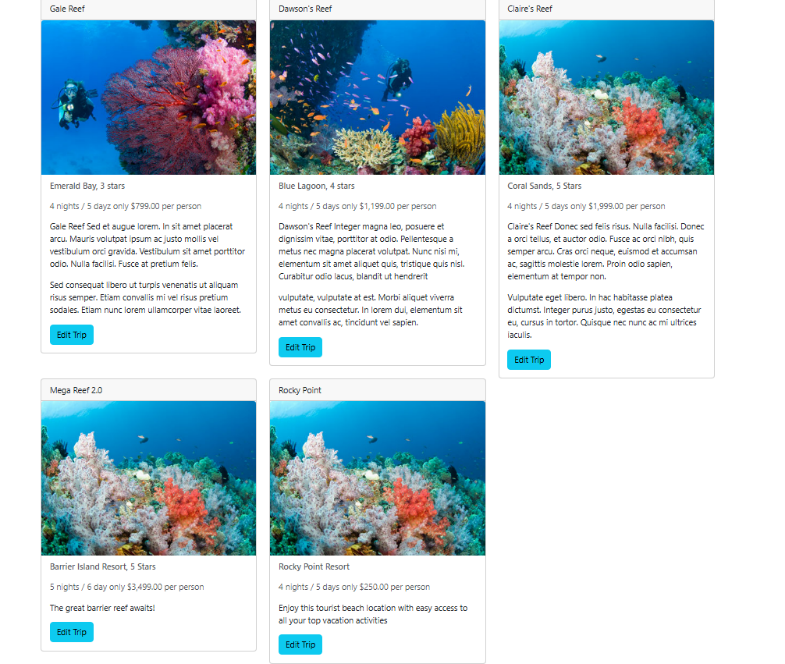 Gale Reef
Emerald Bay, 3 stars
4 nights / 5 dayz only $799.00 per person
Gale Reef Sed et augue lorem. In sit amet placerat
arcu. Mauris volutpat ipsum ac justo mollis vel
vestibulum orci gravida. Vestibulum sit amet porttitor
odio. Nulla facilisi. Fusce at pretium felis.
Sed consequat libero ut turpis venenatis ut aliquam
risus semper. Etiam convallis mi vel risus pretium
sodales. Etiam nunc lorem ullamcorper vitae laoreet.
Edit Trip
Dawson's Reef
Blue Lagoon, 4 stars
4 nights / 5 days only $1,199.00 per person
Dawson's Reef Integer magna leo, posuere et
dignissim vitae, porttitor at odio. Pellentesque a
metus nec magna placerat volutpat. Nunc nisi mi,
elementum sit amet aliquet quis, tristique quis nisl.
Curabitur odio lacus, blandit ut hendrerit
vulputate, vulputate at est. Morbi aliquet viverra
metus eu consectetur. In lorem dui, elementum sit
amet convallis ac, tincidunt vel sapien.
Edit Trip
Claire's Reef
Coral Sands, 5 Stars
4 nights / 5 days only $1,999.00 per person
Claire's Reef Donec sed felis risus. Nulla facilisi. Donec
a orci tellus, et auctor odio. Fusce ac orci nibh, quis
semper arcu. Cras orci neque, euismod et accumsan
ac, sagittis molestie lorem. Proin odio sapien,
elementum at tempor non.
Vulputate eget libero. In hac habitasse platea
dictumst. Integer purus justo, egestas eu consectetur
eu, cursus in tortor. Quisque nec nunc ac mi ultrices
iaculis.
Edit Trip
Mega Reef 2.0
Barrier Island Resort, 5 Stars
5 nights / 6 day only $3,499.00 per person
The great barrier reef awaits!
Edit Trip
Rocky Point
Rocky Point Resort
4 nights / 5 days only $250.00 per person
Enjoy this tourist beach location with easy access to
all your top vacation activities
Edit Trip